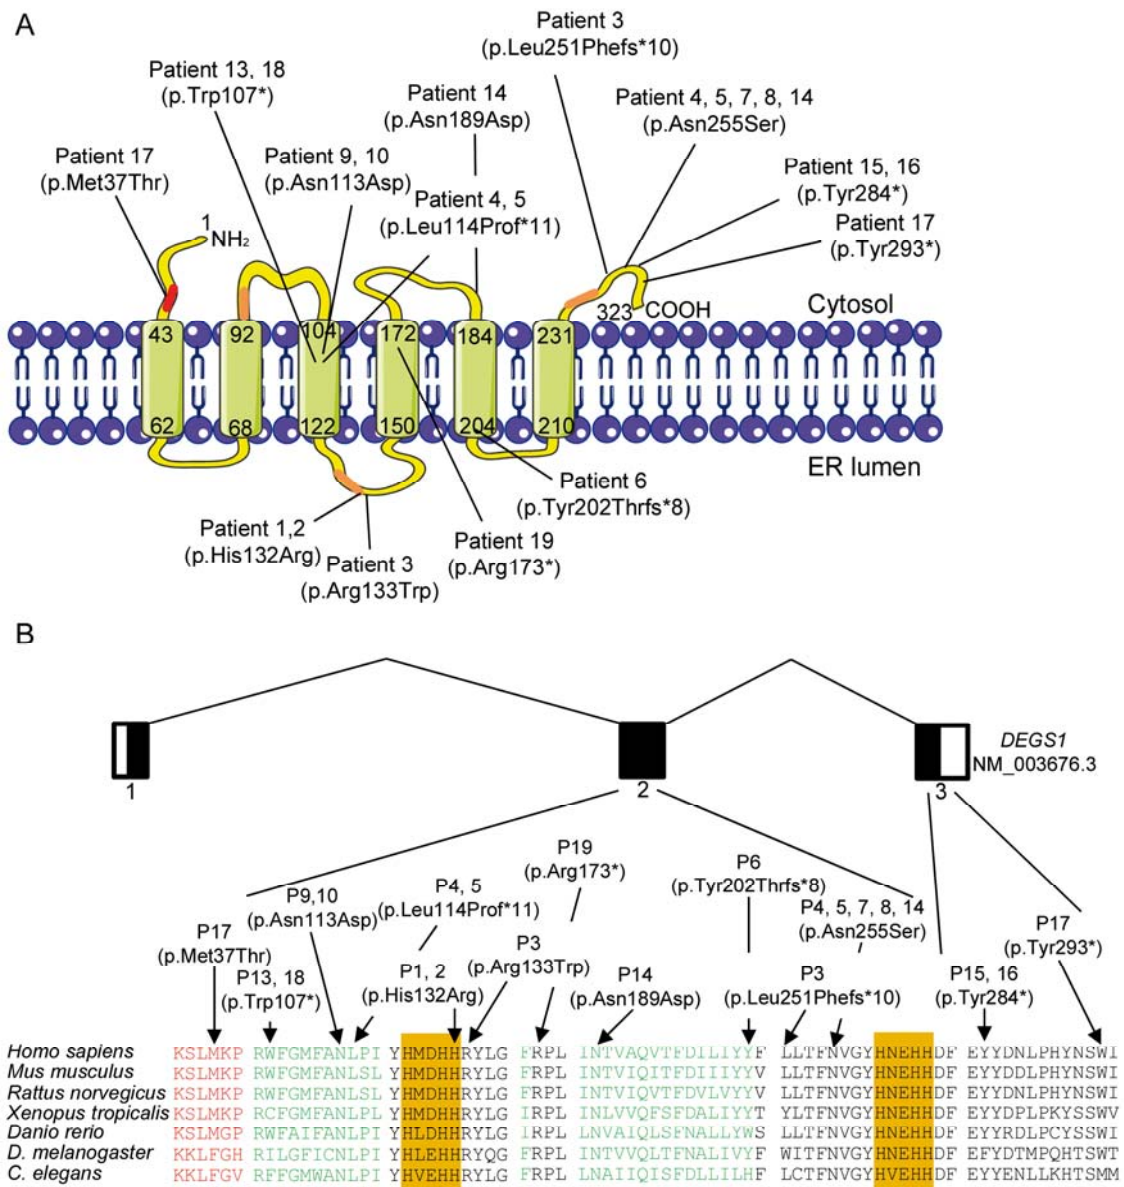 A
Patient 3
(p.Leu251Phefs*10)
Patient 13, 18
(p.Trp107*)
Patient 14
(p.Asn189Asp)
Patient 4, 5, 7, 8, 14
(p.Asn255Ser)
Patient 17
(p.Met37Thr)
Patient 9, 10
(p.Asn113Asp)
Patient 4, 5
(p.Leu114Prof*11)
Patient 15, 16
(p.Tyr284*)
Patient 17
(p.Tyr293*)
1
NH2
323 COOH
Cytosol
43 92 104 172 184 231
62 68 122 150 204 210
ER lumen
Patient 6
(p.Tyr202Thrfs*8)
Patient 1,2
(p.His132Arg)
Patient 3
(p.Arg133Trp)
Patient 19
(p.Arg173*)
B
DEGS1
NM_003676.3
1 2 3
P19
(p.Arg173*)
P6
(p.Tyr202Thrfs*8)
P9,10
(p.Asn113Asp)
P4, 5
(p.Leu114Prof*11)
P4, 5, 7, 8, 14
(p.Asn255Ser)
P17
(p.Met37Thr)
P17
(p.Tyr293*)
P3
(p.Arg133Trp)
P13, 18
(p.Trp107*)
P1, 2
(p.His132Arg)
P14
(p.Asn189Asp)
P3
(p.Leu251Phefs*10)
P15, 16
(p.Tyr284*)
Homo sapiens KSLMKP RWFGMFANLPI YHMDHHRYLG FRPL INTVAQVTFDILIYYF LLTFNVGYHNEHHDF EYYDNLPHYNSWI
Mus musculus KSLMKP RWFGMFANLSL YHMDHHRYLG FRPL INTVIQITFDIIIYYV LLTFNVGYHNEHHDF EYYDNLPHYNSWI
Rattus norvegicus KSLMKP RWFGMFANLSL YHMDHHRYLG FRPL INTVVQVTFDVLVYYV LLTFNVGYHNEHHDF EYYDNLPHYNSWI
Xenopus tropicalis KSLMKP RCFGMFANLPL YHMDHHRYLG IRPL INLVVQFSFDALIYYT YLTFNVGYHNEHHDF EYYDPLPKYSSWV
Danio rerio KSLMGP RWFAIFANLPI YHLDHHRYLG IRPL LNVAIQLSFNALLYWS LLTFNVGYHNEHHDF EYYRDLPCYSSWI
D. melanogaster KKLFGH RILGFICNLPI YHLEHHRYQG FRPL INTVVQLTFNALIVYF WITFNVGYHNEHHDF EFYDTMPQHTSWT
C. elegans KKLFGV RFFGMWANLPI YHVEHHRYLG FRPL LNAIIQISFDLLILHF LCTFNVGYHVEHHDF EYYENLLKHTSMM